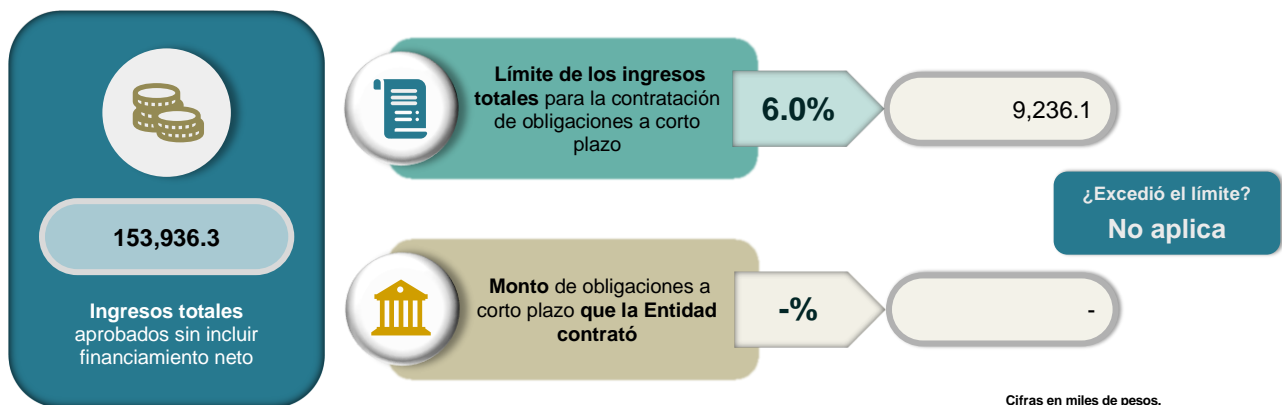 153,936.3
Ingresos totales
aprobados sin incluir
financiamiento neto
Límite de los ingresos
totales para la contratación
de obligaciones a corto
plazo
6.0%
9,236.1
¿Excedió el límite?
No aplica
Monto de obligaciones a
corto plazo que la Entidad
contrató
-%
-
Cifras en miles de pesos.